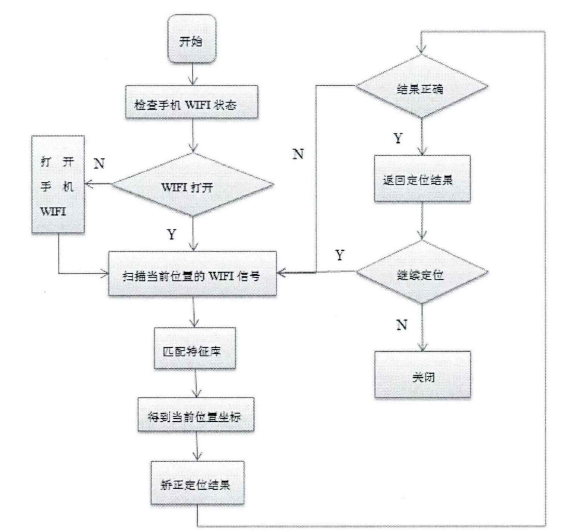 开始
检查手机 WIFI 状态
WIFI 打开
N
打 开
手 机
WIFI
Y
扫描当前位置的 WIFI 信号
匹配特征库
得到当前位置坐标
矫正定位结果
结果正确
N
Y
返回定位结果
继续定位
Y
N
关闭